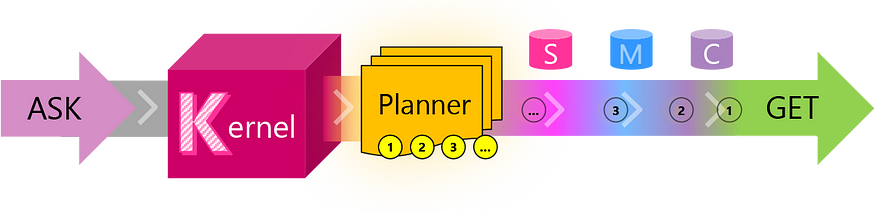 S M C
ASK Kernel Planner ... 3 2 1 GET
1 2 3 ...